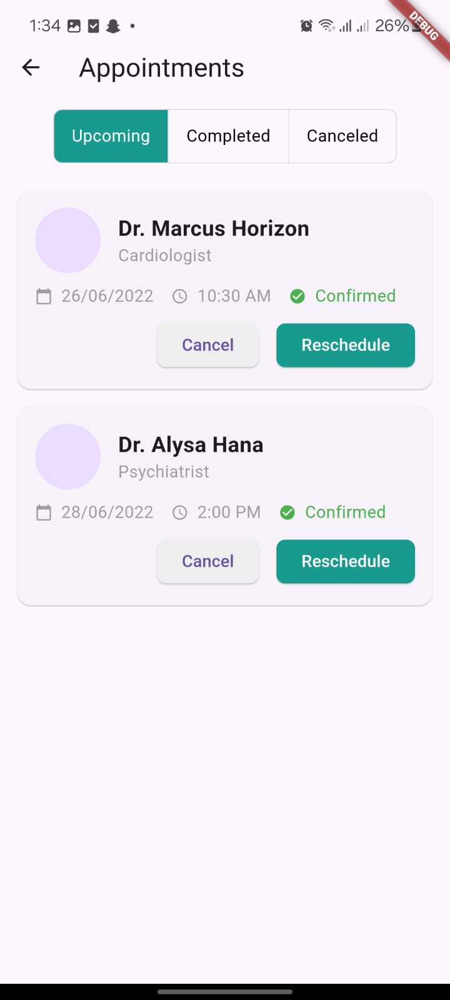 1:34 26%
DEBUG
Appointments
Upcoming Completed Canceled
Dr. Marcus Horizon
Cardiologist
26/06/2022 10:30 AM Confirmed
Cancel Reschedule
Dr. Alysa Hana
Psychiatrist
28/06/2022 2:00 PM Confirmed
Cancel Reschedule